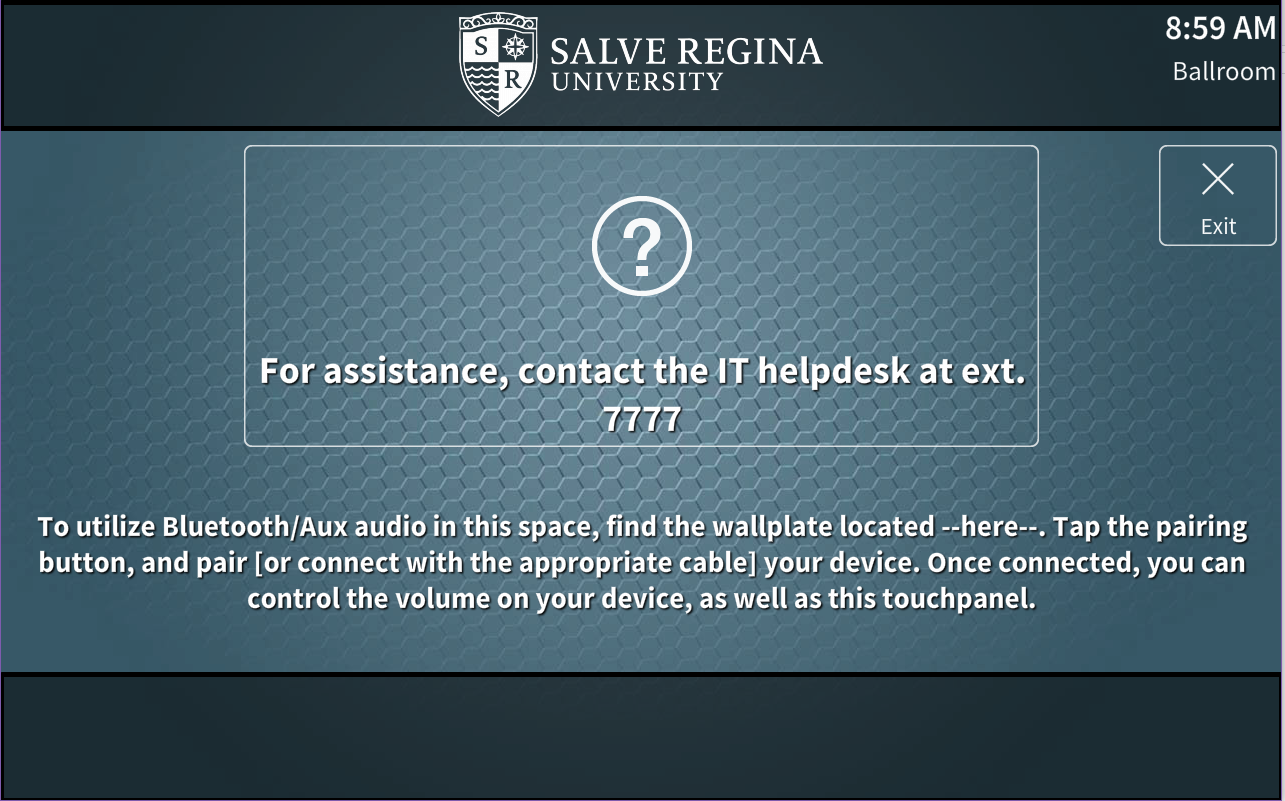 S
R
SALVE REGINA
UNIVERSITY
8:59 AM
Ballroom
Exit
?
For assistance, contact the IT helpdesk at ext.
7777
To utilize Bluetooth/Aux audio in this space, find the wallplate located --here--. Tap the pairing
button, and pair [or connect with the appropriate cable] your device. Once connected, you can
control the volume on your device, as well as this touchpanel.